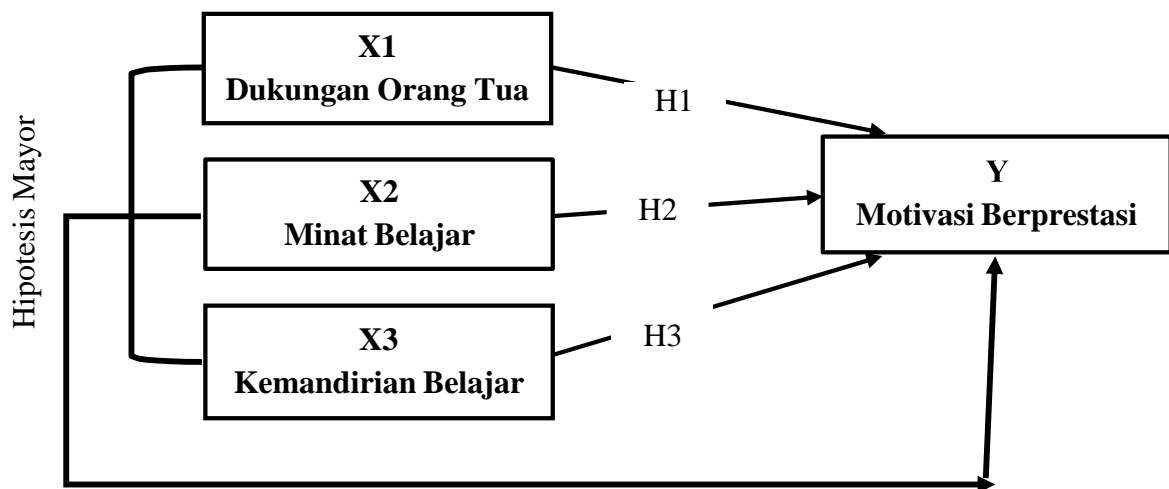 Hipotesis Mayor
X1
Dukungan Orang Tua
H1
X2
Minat Belajar
H2
X3
Kemandirian Belajar
H3
Y
Motivasi Berprestasi